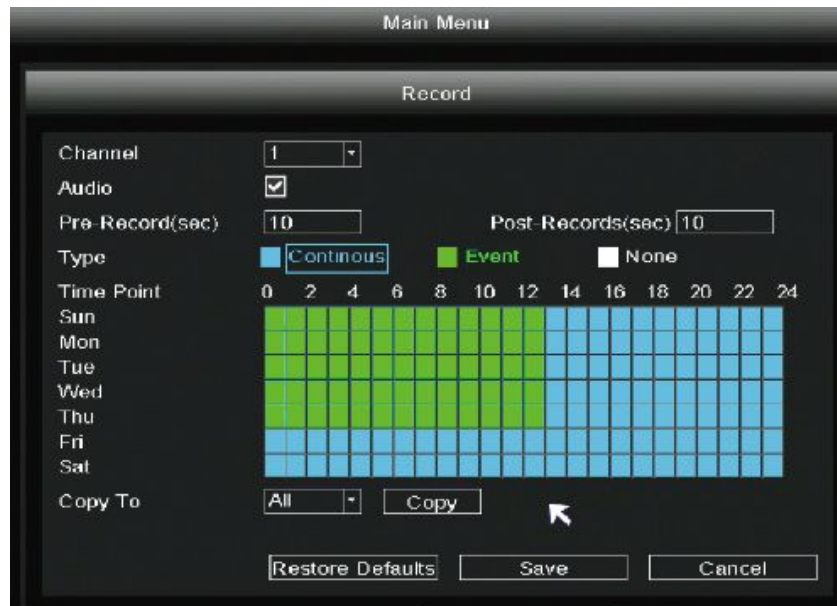 Main Menu
Record
Channel 1
Audio
Pre-Record(sec) 10 Post-Records(sec) 10
Type Continous Event None
Time Point 0 2 4 6 8 10 12 14 16 18 20 22 24
Sun
Mon
Tue
Wed
Thu
Fri
Sat
Copy To All Copy
Restore Defaults Save Cancel